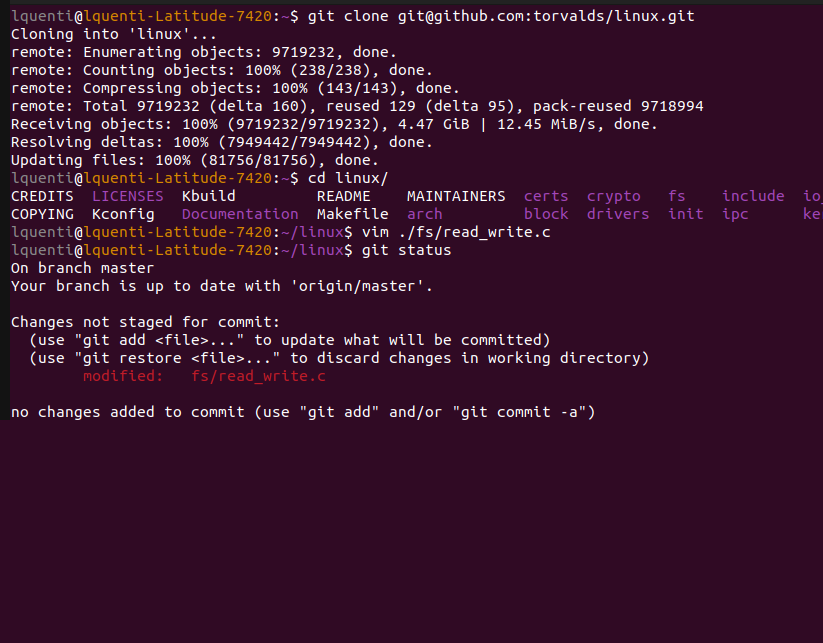 lquenti@lquenti-Latitude-7420:~$ git clone git@github.com:torvalds/linux.git
Cloning into 'linux'...
remote: Enumerating objects: 9719232, done.
remote: Counting objects: 100% (238/238), done.
remote: Compressing objects: 100% (143/143), done.
remote: Total 9719232 (delta 160), reused 129 (delta 95), pack-reused 9718994
Receiving objects: 100% (9719232/9719232), 4.47 GiB | 12.45 MiB/s, done.
Resolving deltas: 100% (7949442/7949442), done.
Updating files: 100% (81756/81756), done.
lquenti@lquenti-Latitude-7420:~$ cd linux/
CREDITS  LICENSES  Kbuild         README    MAINTAINERS  certs  crypto   fs    include  io_
COPYING  Kconfig   Documentation  Makefile  arch         block  drivers  init  ipc      ke
lquenti@lquenti-Latitude-7420:~/linux$ vim ./fs/read_write.c
lquenti@lquenti-Latitude-7420:~/linux$ git status
On branch master
Your branch is up to date with 'origin/master'.

Changes not staged for commit:
  (use "git add <file>..." to update what will be committed)
  (use "git restore <file>..." to discard changes in working directory)
        modified:   fs/read_write.c

no changes added to commit (use "git add" and/or "git commit -a")